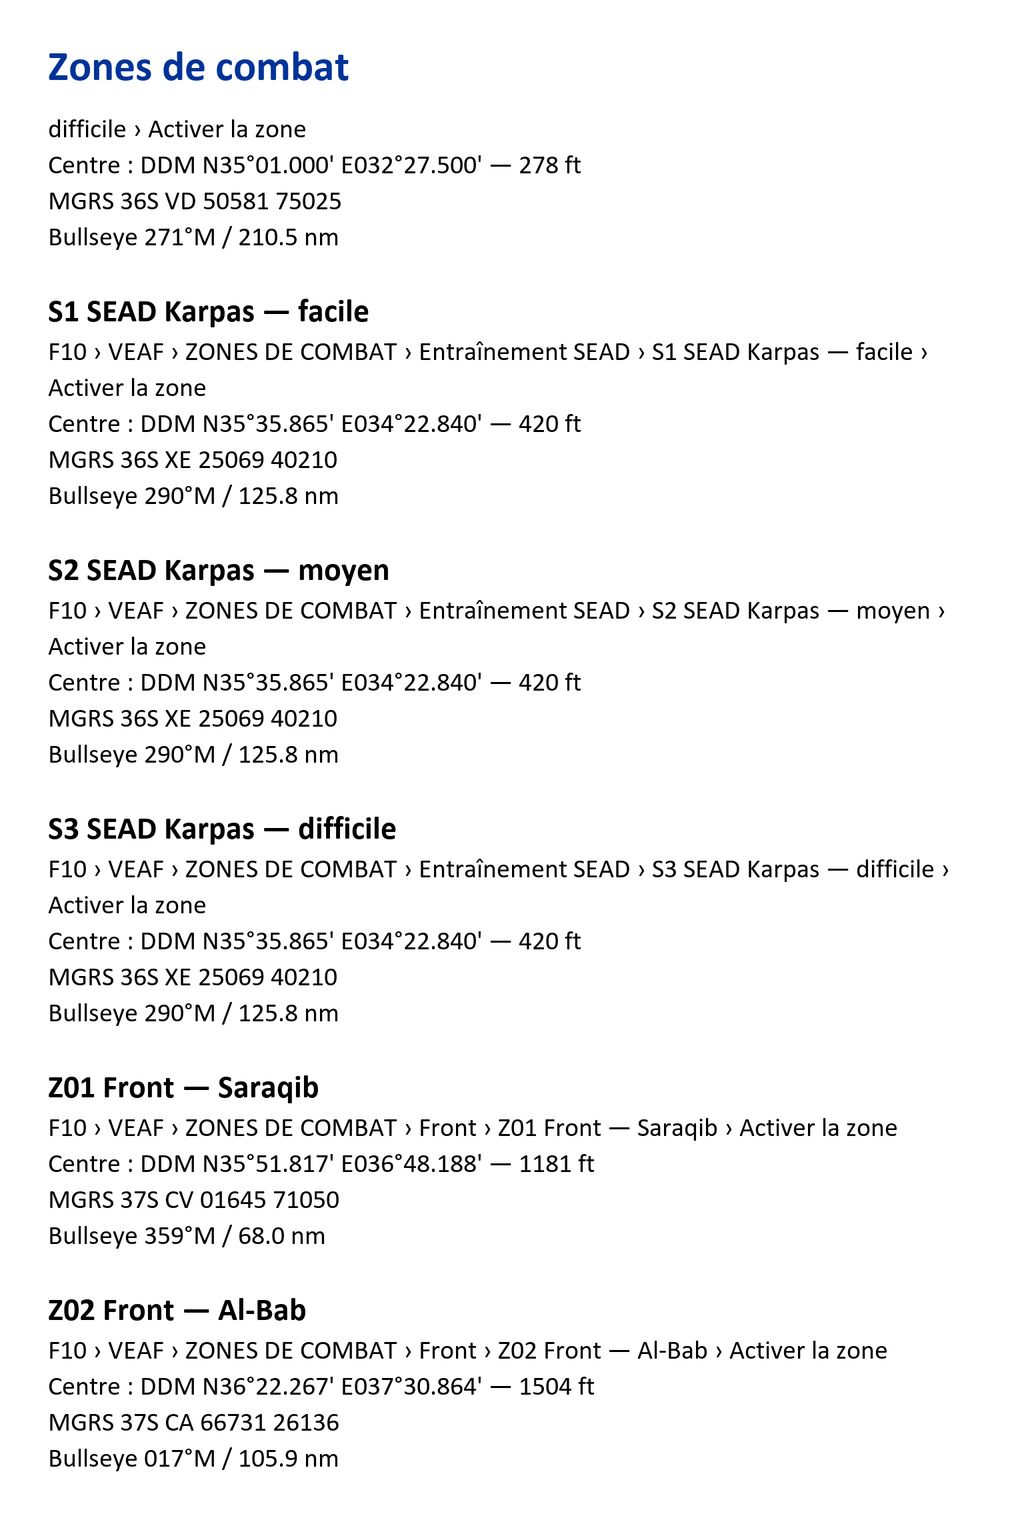 Zones de combat
difficile › Activer la zone
Centre : DDM N35°01.000' E032°27.500' — 278 ft
MGRS 36S VD 50581 75025
Bullseye 271°M / 210.5 nm
S1 SEAD Karpas — facile
F10 › VEAF › ZONES DE COMBAT › Entraînement SEAD › S1 SEAD Karpas — facile ›
Activer la zone
Centre : DDM N35°35.865' E034°22.840' — 420 ft
MGRS 36S XE 25069 40210
Bullseye 290°M / 125.8 nm
S2 SEAD Karpas — moyen
F10 › VEAF › ZONES DE COMBAT › Entraînement SEAD › S2 SEAD Karpas — moyen ›
Activer la zone
Centre : DDM N35°35.865' E034°22.840' — 420 ft
MGRS 36S XE 25069 40210
Bullseye 290°M / 125.8 nm
S3 SEAD Karpas — difficile
F10 › VEAF › ZONES DE COMBAT › Entraînement SEAD › S3 SEAD Karpas — difficile ›
Activer la zone
Centre : DDM N35°35.865' E034°22.840' — 420 ft
MGRS 36S XE 25069 40210
Bullseye 290°M / 125.8 nm
Z01 Front — Saraqib
F10 › VEAF › ZONES DE COMBAT › Front › Z01 Front — Saraqib › Activer la zone
Centre : DDM N35°51.817' E036°48.188' — 1181 ft
MGRS 37S CV 01645 71050
Bullseye 359°M / 68.0 nm
Z02 Front — Al-Bab
F10 › VEAF › ZONES DE COMBAT › Front › Z02 Front — Al-Bab › Activer la zone
Centre : DDM N36°22.267' E037°30.864' — 1504 ft
MGRS 37S CA 66731 26136
Bullseye 017°M / 105.9 nm